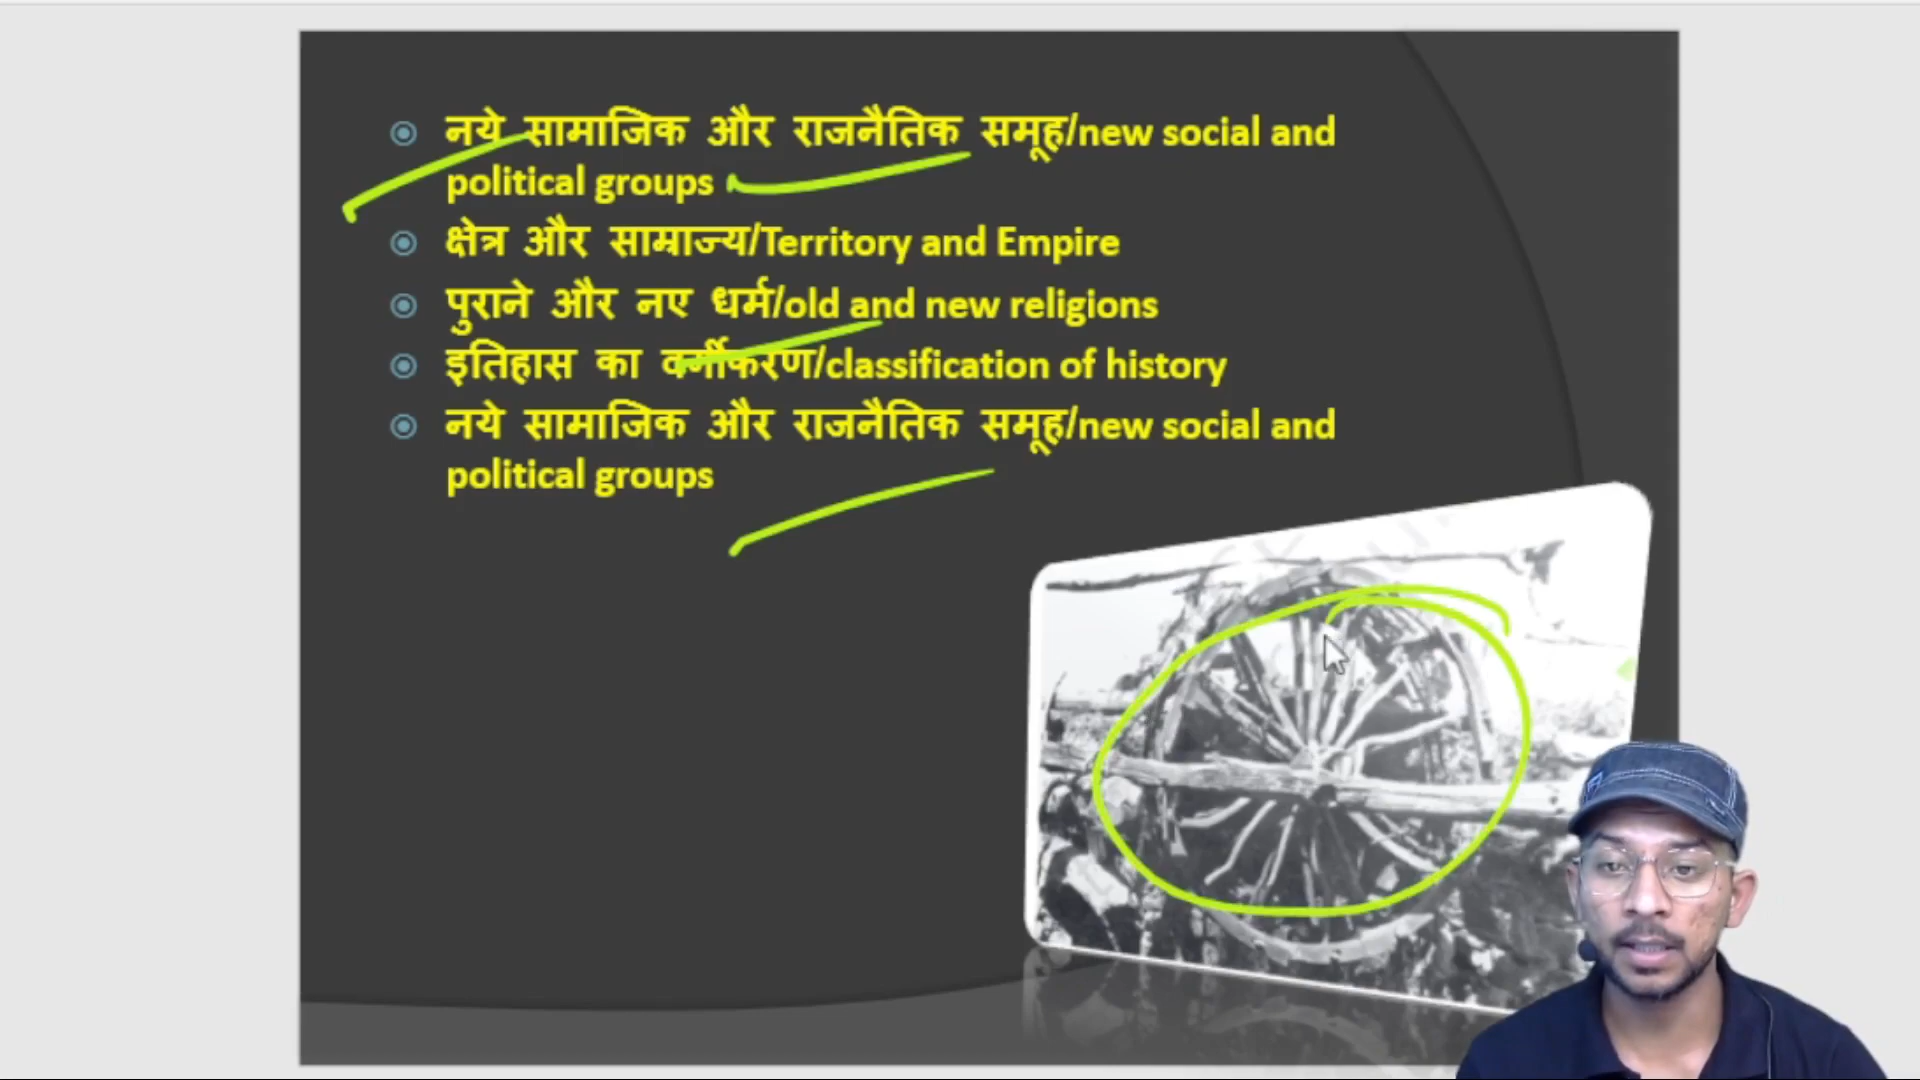 नये सामाजिक और राजनैतिक समूह/new social and
political groups
क्षेत्र और साम्राज्य/Territory and Empire
पुराने और नए धर्म/old and new religions
इतिहास का वर्गीकरण/classification of history
नये सामाजिक और राजनैतिक समूह/new social and
political groups